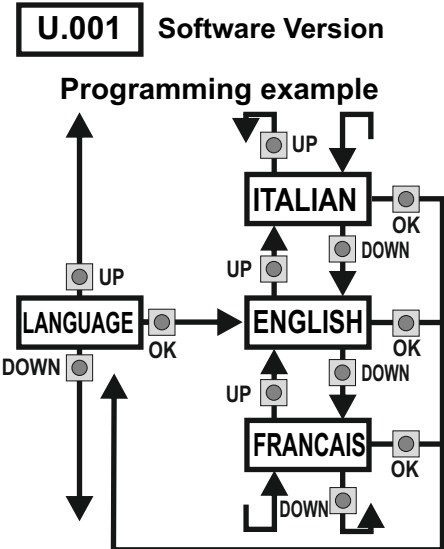 U.001 Software Version
Programming example
UP
ITALIAN
OK
DOWN
UP
UP
LANGUAGE
OK
ENGLISH
OK
DOWN
DOWN
UP
FRANCAIS
OK
DOWN